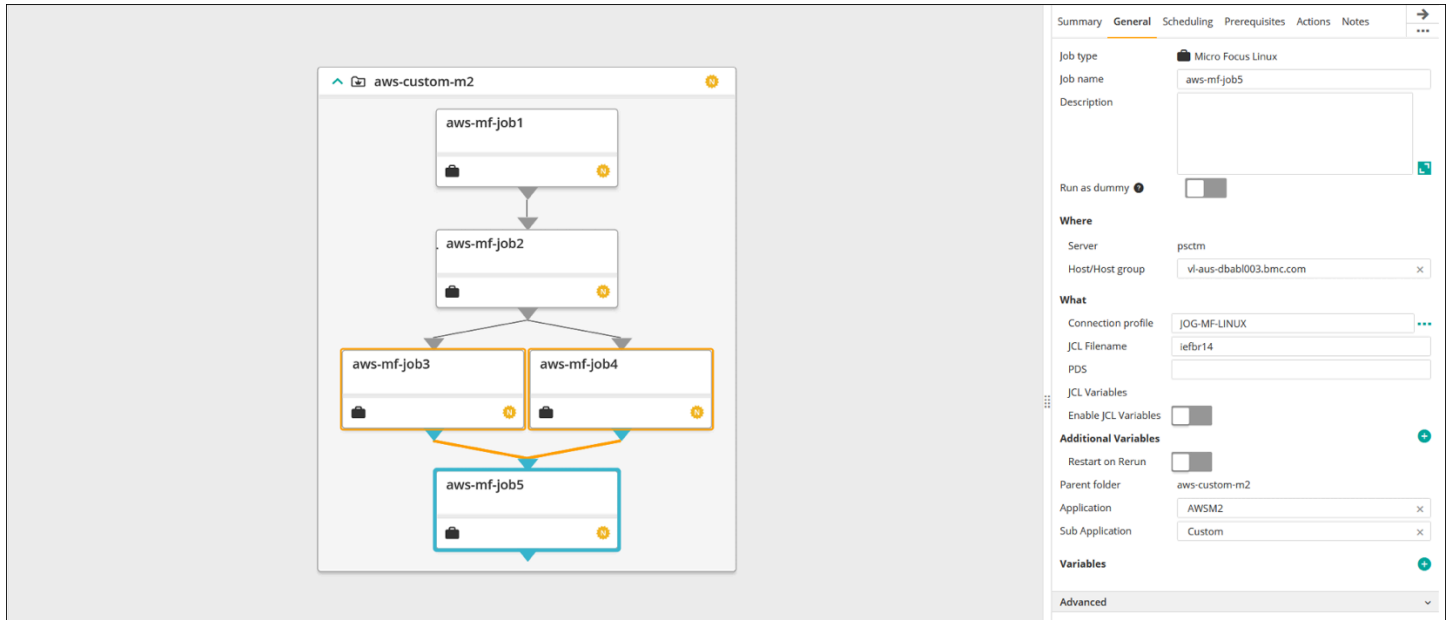 aws-custom-m2
N
aws-mf-job1
N
aws-mf-job2
N
aws-mf-job3
N
aws-mf-job4
N
aws-mf-job5
N
Summary General Scheduling Prerequisites Actions Notes
Job type Micro Focus Linux
Job name aws-mf-job5
Description
Run as dummy ?
Where
Server psctm
Host/Host group vl-aus-dbabl003.bmc.com ×
What
Connection profile JOG-MF-LINUX
JCL Filename iefbr14
PDS
JCL Variables
Enable JCL Variables
Additional Variables
Restart on Rerun
Parent folder aws-custom-m2
Application AWSM2 ×
Sub Application Custom ×
Variables
Advanced